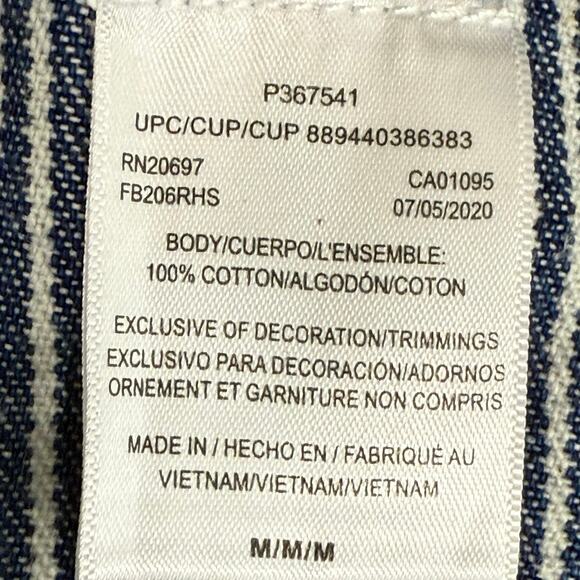 P367541
UPC/CUP/CUP 889440386383
RN20697 CA01095
FB206RHS 07/05/2020
BODY/CUERPO/L'ENSEMBLE:
100% COTTON/ALGODÓN/COTON
EXCLUSIVE OF DECORATION/TRIMMINGS
EXCLUSIVO PARA DECORACIÓN/ADORNOS
ORNEMENT ET GARNITURE NON COMPRIS
MADE IN / HECHO EN / FABRIQUÉ AU
VIETNAM/VIETNAM/VIETNAM
M/M/M